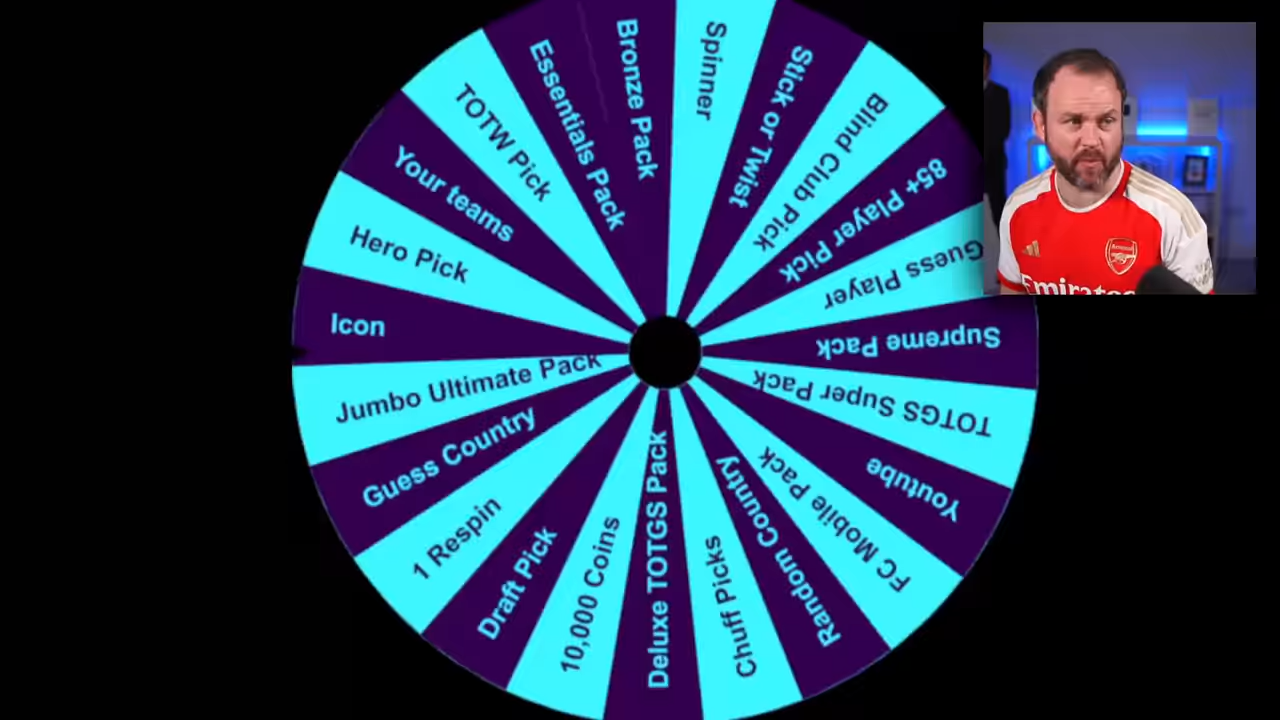 Spinner
Stick or Twist
Blind Club Pick
85+ Player Pick
Guess Player
Supreme Pack
TOTGS Super Pack
Youtube
FC Mobile Pack
Random Country
Chuff Picks
Deluxe TOTGS Pack
10,000 Coins
Draft Pick
1 Respin
Guess Country
Jumbo Ultimate Pack
Icon
Hero Pick
Your teams
TOTW Pick
Essentials Pack
Bronze Pack
Arsenal
Emirates